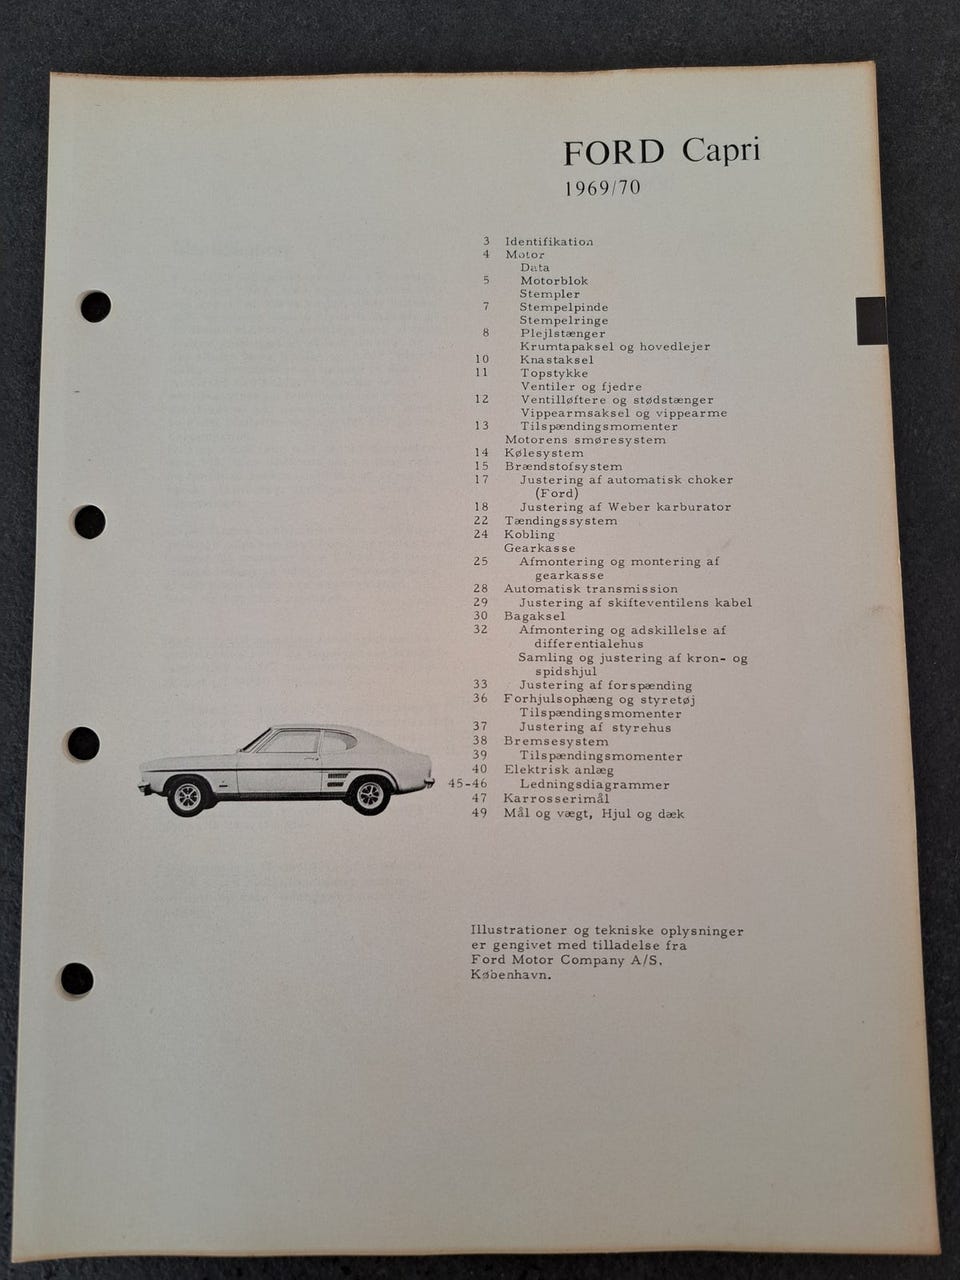 FORD Capri
1969/70
3 Identifikation
4 Motor
Data
5 Motorblok
Stempler
7 Stempelpinde
Stempelringe
8 Plejlstænger
Krumtapaksel og hovedlejer
10 Knastaksel
11 Topstykke
Ventiler og fjedre
12 Ventilløftere og stødstænger
Vippearmsaksel og vippearme
13 Tilspændingsmomenter
Motorens smøresystem
14 Kølesystem
15 Brændstofsystem
17 Justering af automatisk choker
(Ford)
18 Justering af Weber karburator
22 Tændingssystem
24 Kobling
Gearkasse
25 Afmontering og montering af
gearkasse
28 Automatisk transmission
29 Justering af skifteventilens kabel
30 Bagaksel
32 Afmontering og adskillelse af
differentialehus
Samling og justering af kron- og
spidshjul
33 Justering af forspænding
36 Forhjulsophæng og styretøj
Tilspændingsmomenter
37 Justering af styrehus
38 Bremsesystem
39 Tilspændingsmomenter
40 Elektrisk anlæg
45-46 Ledningsdiagrammer
47 Karrosserimål
49 Mål og vægt, Hjul og dæk
Illustrationer og tekniske oplysninger
er gengivet med tilladelse fra
Ford Motor Company A/S.
København.